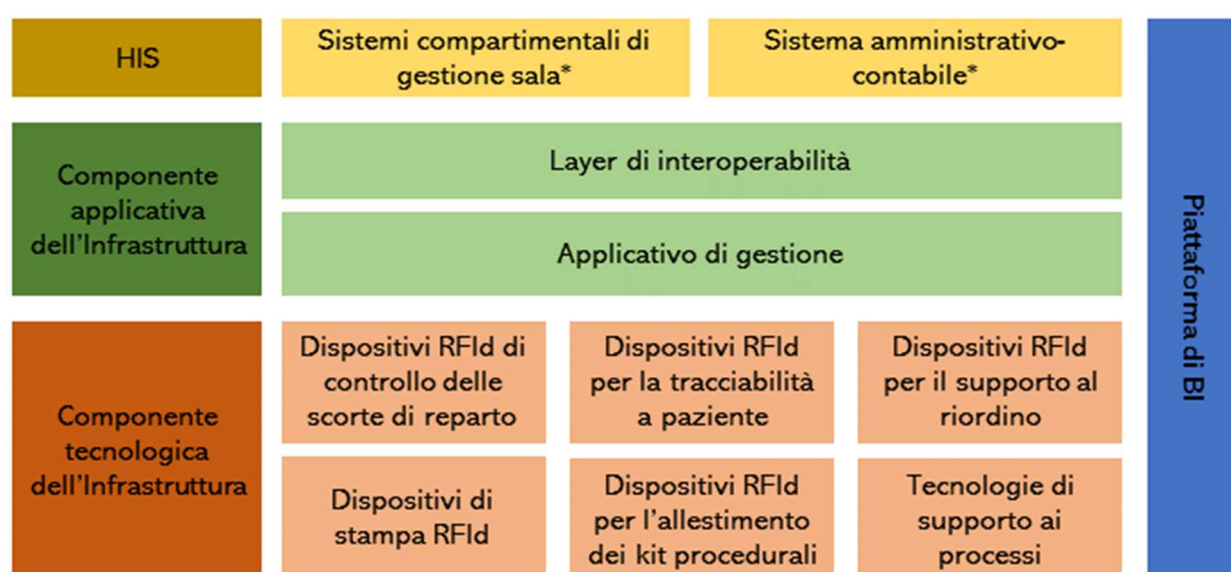 HIS
Sistemi compartimentali di
gestione sala*
Sistema amministrativo-
contabile*
Componente
applicativa
dell'Infrastruttura
Layer di interoperabilità
Applicativo di gestione
Componente
tecnologica
dell'Infrastruttura
Dispositivi RFId di
controllo delle
scorte di reparto
Dispositivi RFId
per la tracciabilità
a paziente
Dispositivi RFId
per il supporto al
riordino
Dispositivi di
stampa RFId
Dispositivi RFId
per l'allestimento
dei kit procedurali
Tecnologie di
supporto ai
processi
Piattaforma di BI